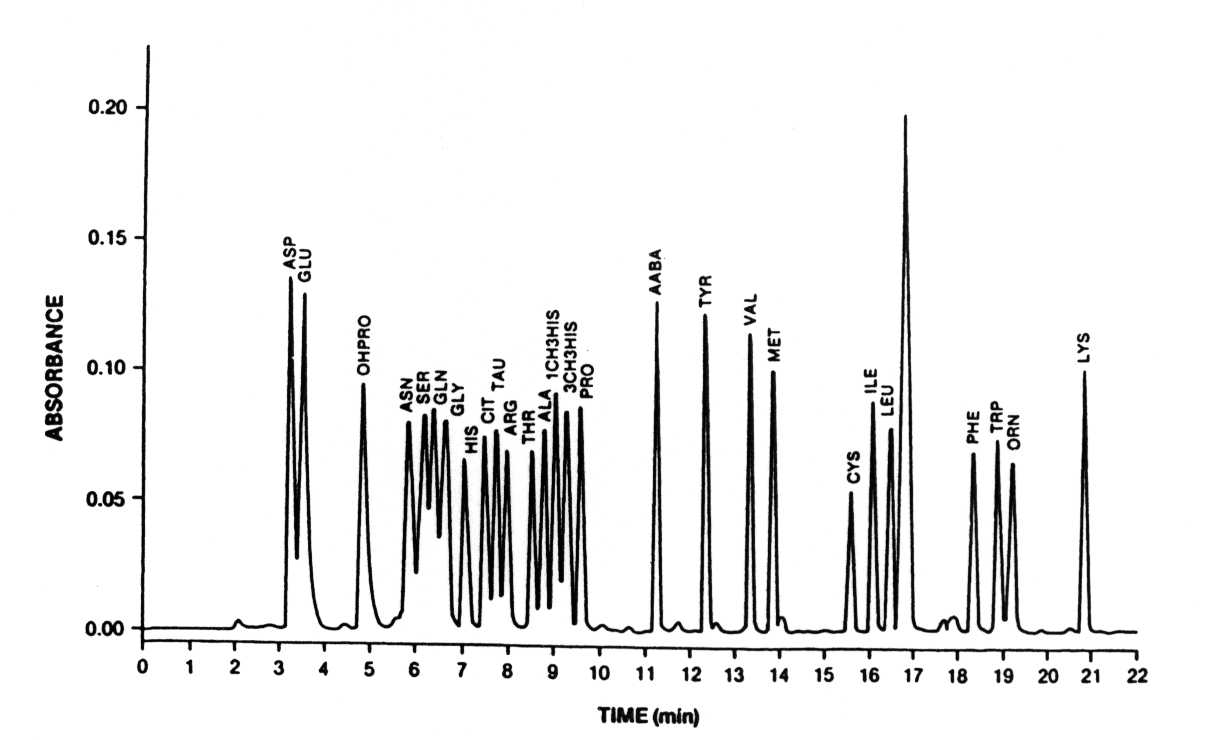 0.20
0.15
0.10
0.05
0.00
ABSORBANCE
ASP
GLU
OHPRO
ASN
SER
GLN
GLY
HIS
CIT
TAU
ARG
THR
ALA
1CH3HIS
3CH3HIS
PRO
AABA
TYR
VAL
MET
CYS
ILE
LEU
PHE
TRP
ORN
LYS
0 1 2 3 4 5 6 7 8 9 10 11 12 13 14 15 16 17 18 19 20 21 22
TIME (min)